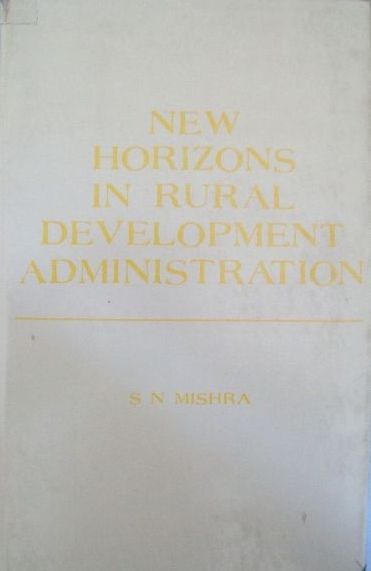 NEW
HORIZONS
IN RURAL
DEVELOPMENT
ADMINISTRATION
S N MISHRA